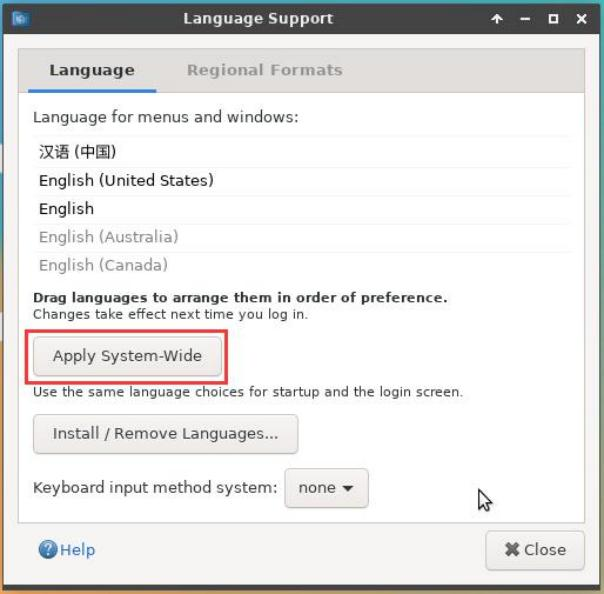 Language Support
Language Regional Formats
Language for menus and windows:
汉语 (中国)
English (United States)
English
English (Australia)
English (Canada)
Drag languages to arrange them in order of preference.
Changes take effect next time you log in.
Apply System-Wide
Use the same language choices for startup and the login screen.
Install / Remove Languages...
Keyboard input method system: none
Help Close